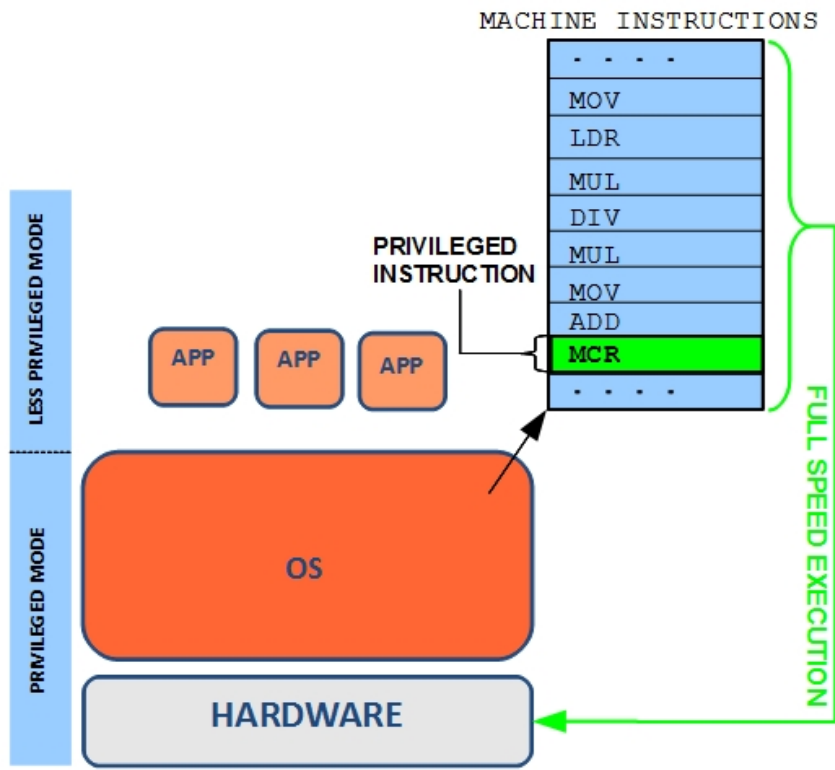 MACHINE INSTRUCTIONS
- - - -
MOV
LDR
MUL
DIV
MUL
MOV
ADD
MCR
- - - -
PRIVILEGED
INSTRUCTION
FULL SPEED EXECUTION
LESS PRIVILEGED MODE
APP
APP
APP
PRIVILEGED MODE
OS
HARDWARE